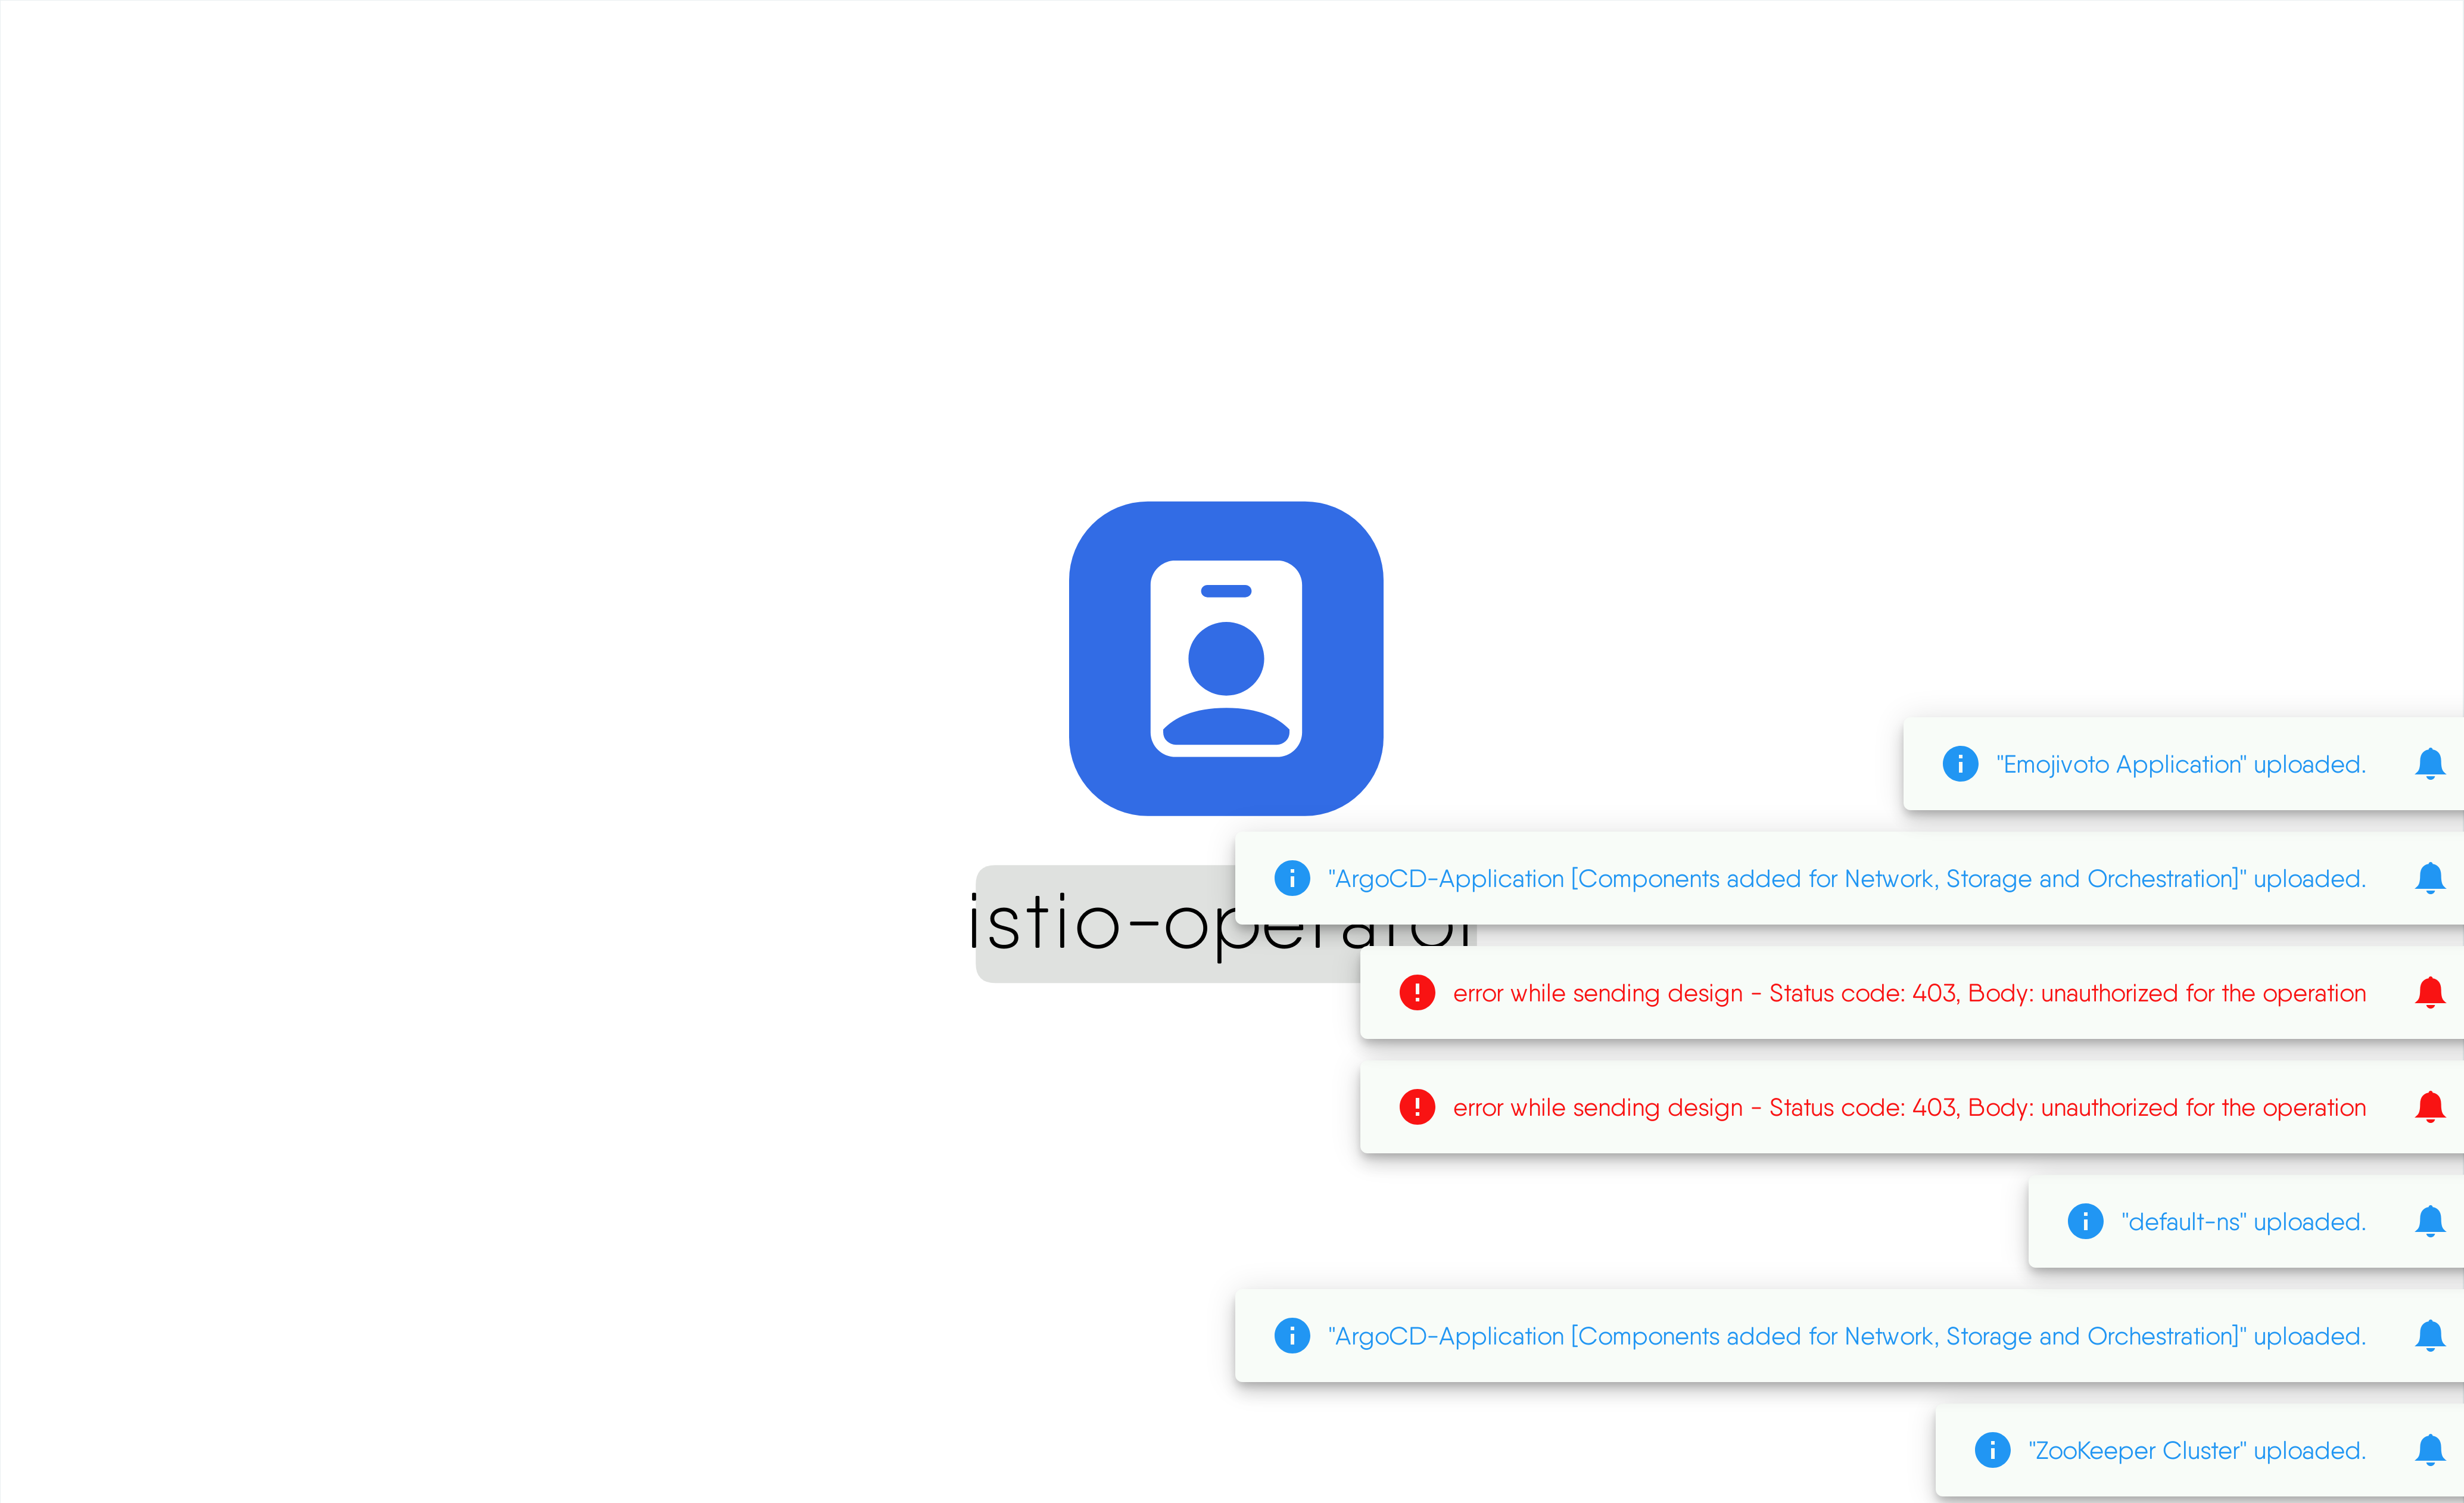 "Emojivoto Application" uploaded.
"ArgoCD-Application [Components added for Network, Storage and Orchestration]" uploaded.
istio-operator
error while sending design - Status code: 403, Body: unauthorized for the operation
error while sending design - Status code: 403, Body: unauthorized for the operation
"default-ns" uploaded.
"ArgoCD-Application [Components added for Network, Storage and Orchestration]" uploaded.
"ZooKeeper Cluster" uploaded.